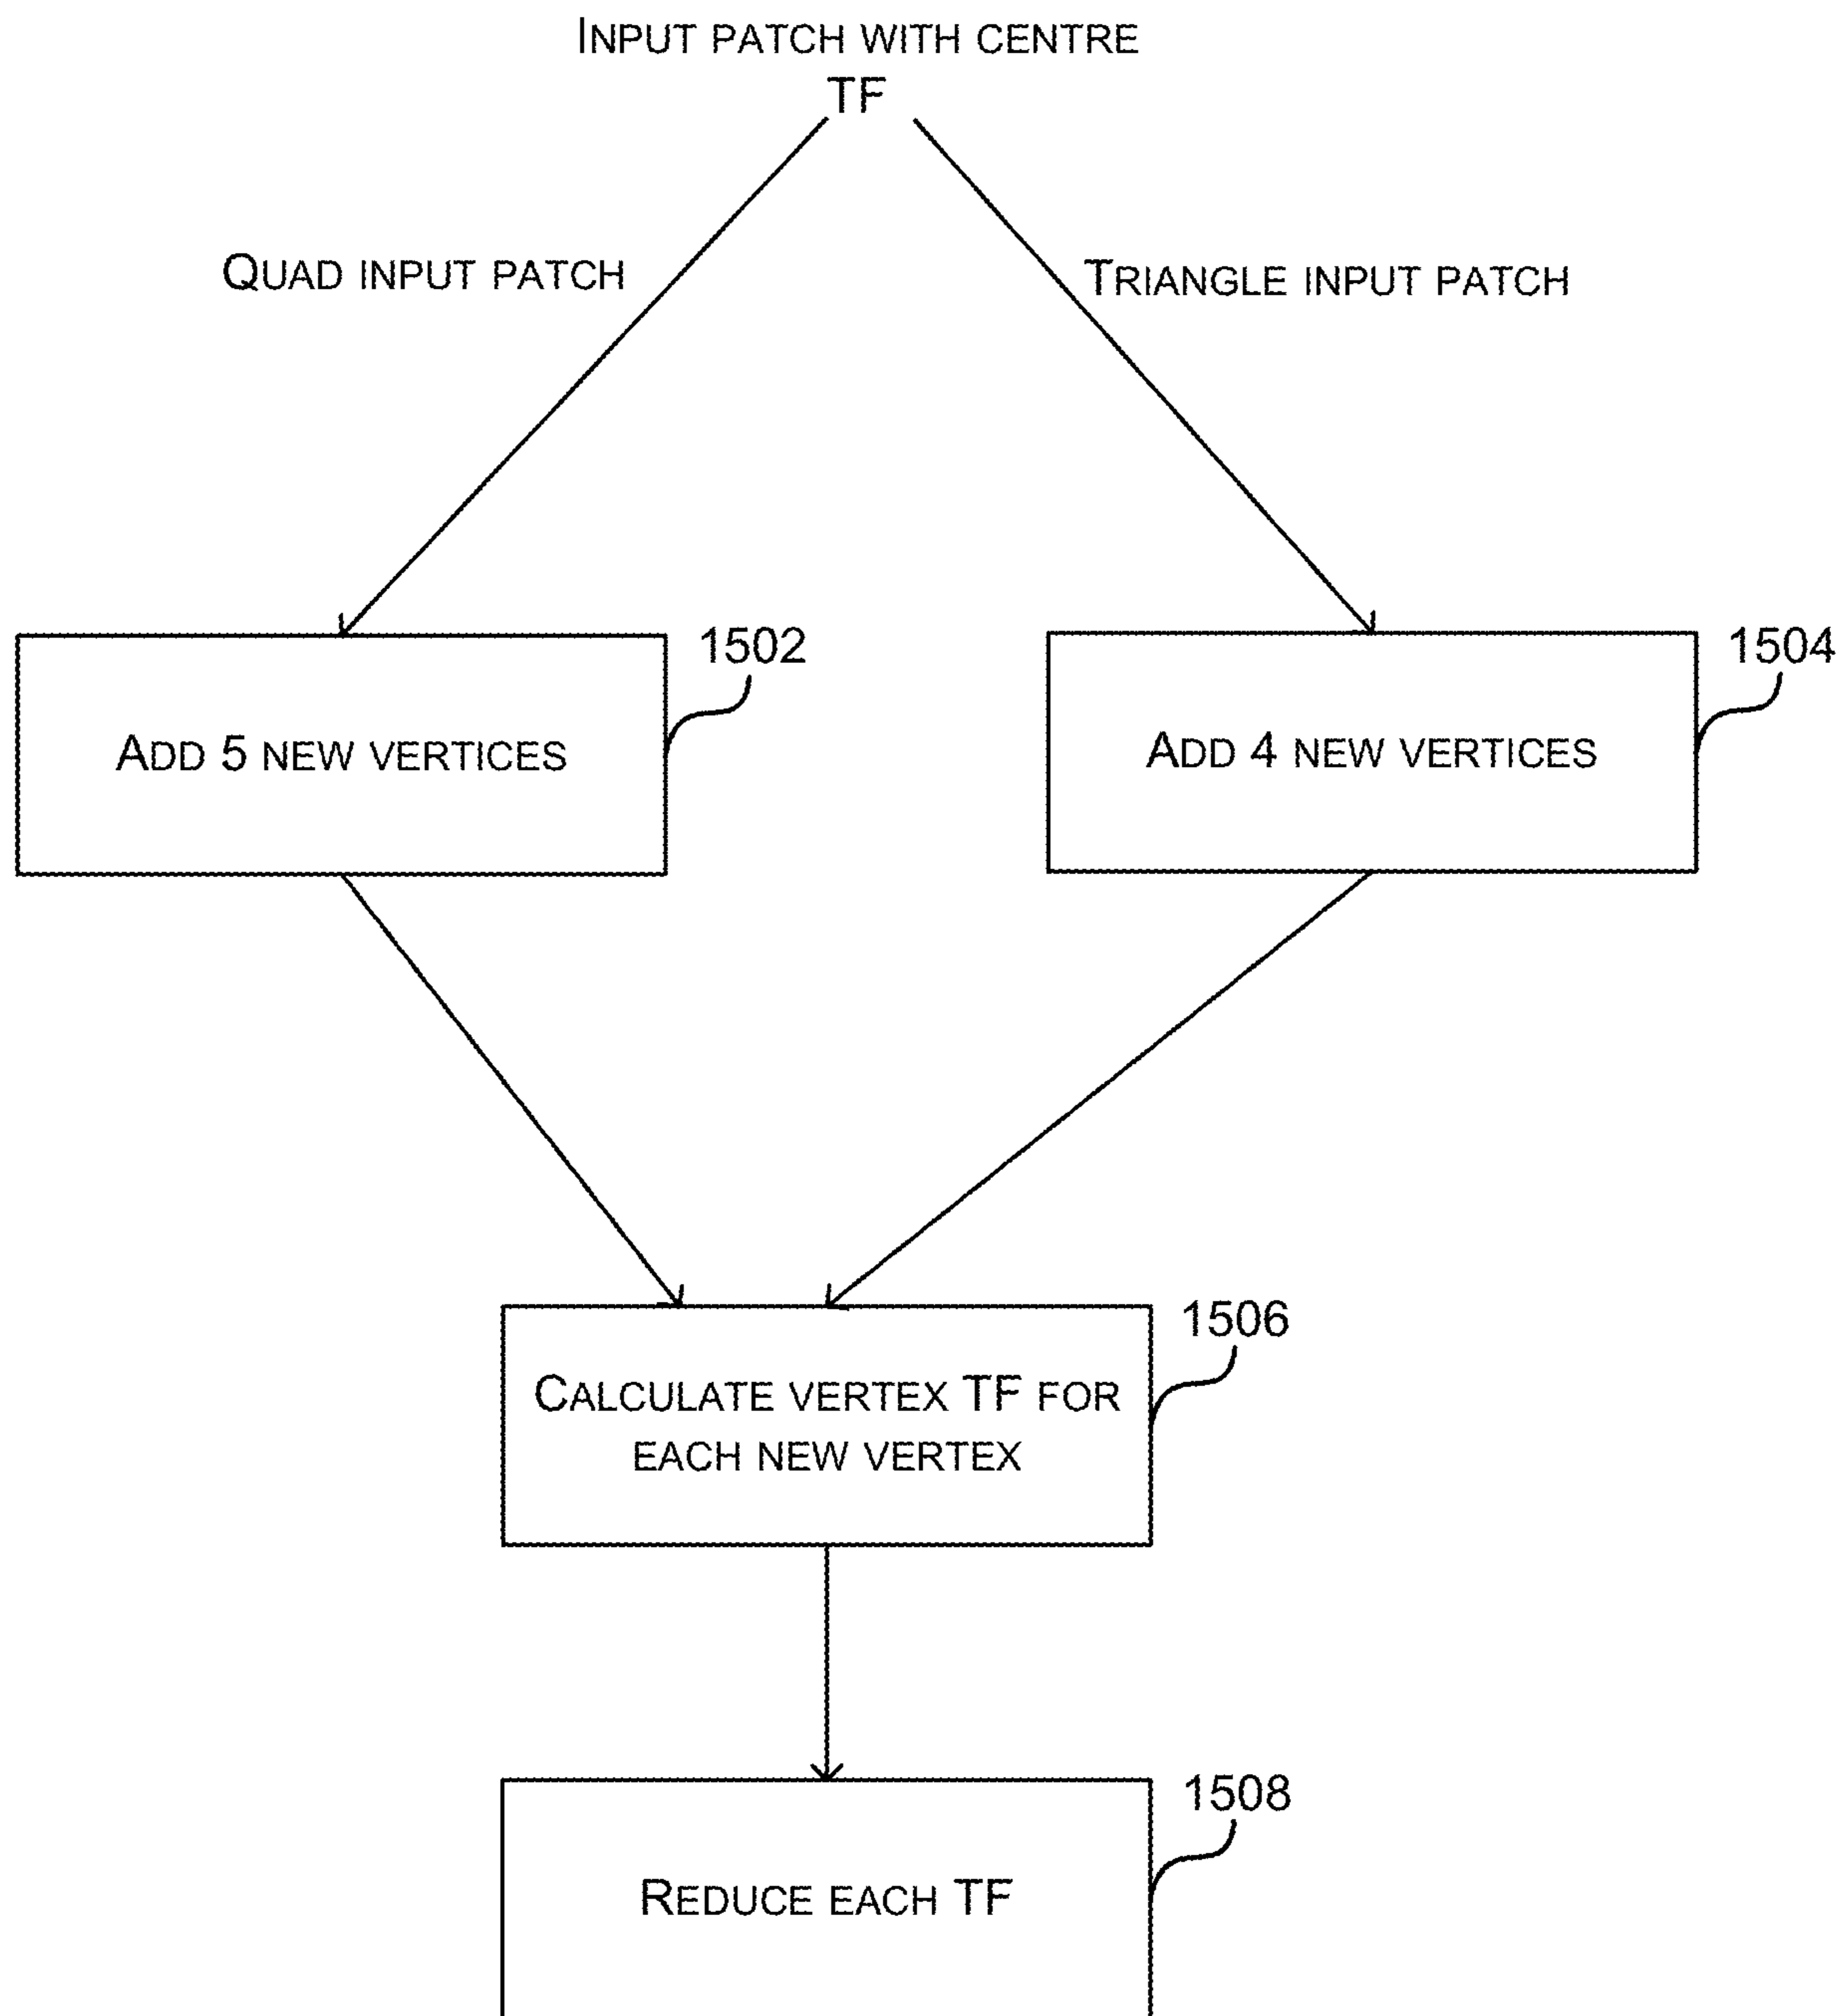 INPUT PATCH WITH CENTRE
TF
QUAD INPUT PATCH
TRIANGLE INPUT PATCH
1502
1504
ADD 5 NEW VERTICES
ADD 4 NEW VERTICES
1506
CALCULATE VERTEX TF FOR
EACH NEW VERTEX
1508
REDUCE EACH TF